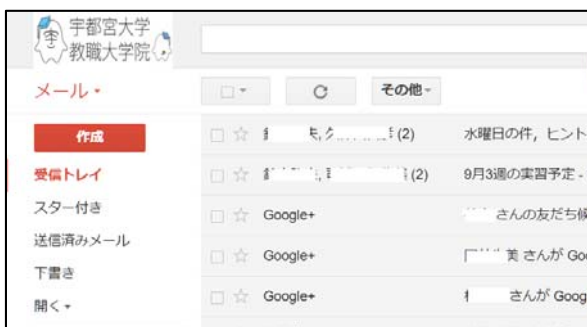 宇都宮大学
教職大学院
メール
その他
作成
(2)
水曜日の件，ヒント
受信トレイ
(2)
9月3週の実習予定 -
スター付き
Google+
さんの友だち候
送信済みメール
Google+
美 さんが Goo
下書き
Google+
さんが Goog
開く